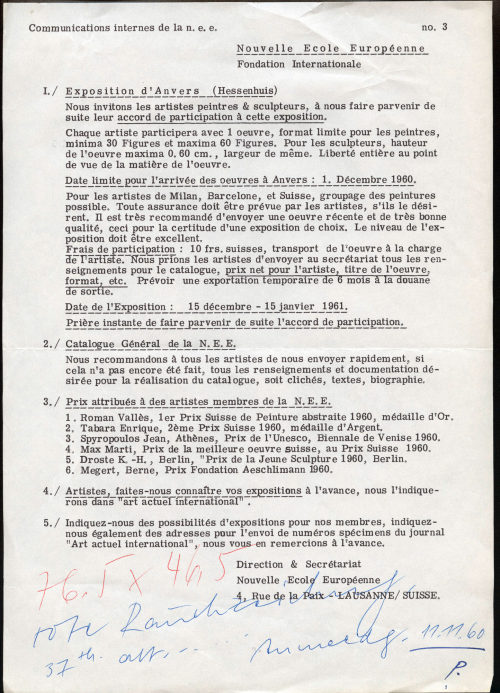 Communications internes de la n. e. e. no. 3
Nouvelle Ecole Européenne
Fondation Internationale
I./ Exposition d'Anvers (Hessenhuis)
Nous invitons les artistes peintres & sculpteurs, à nous faire parvenir de
suite leur accord de participation à cette exposition.
Chaque artiste participera avec 1 oeuvre, format limite pour les peintres,
minima 30 Figures et maxima 60 Figures. Pour les sculpteurs, hauteur
de l'oeuvre maxima 0,60 cm., largeur de même. Liberté entière au point
de vue de la matière de l'oeuvre.
Date limite pour l'arrivée des oeuvres à Anvers : 1. Décembre 1960.
Pour les artistes de Milan, Barcelone, et Suisse, groupage des peintures
possible. Toute assurance doit être prévue par les artistes, s'ils le dési-
rent. Il est très recommandé d'envoyer une oeuvre récente et de très bonne
qualité, ceci pour la certitude d'une exposition de choix. Le niveau de l'ex-
position doit être excellent.
Frais de participation : 10 frs. suisses, transport de l'oeuvre à la charge
de l'artiste. Nous prions les artistes d'envoyer au secrétariat tous les ren-
seignements pour le catalogue, prix net pour l'artiste, titre de l'oeuvre,
format, etc. Prévoir une exportation temporaire de 6 mois à la douane
de sortie.
Date de l'Exposition : 15 décembre - 15 janvier 1961.
Prière instante de faire parvenir de suite l'accord de participation.
2./ Catalogue Général de la N.E.E.
Nous recommandons à tous les artistes de nous envoyer rapidement, si
cela n'a pas encore été fait, tous les renseignements et documentation dé-
sirée pour la réalisation du catalogue, soit clichés, textes, biographie.
3./ Prix attribués à des artistes membres de la N.E.E.
1. Roman Vallès, 1er Prix Suisse de Peinture abstraite 1960, médaille d'Or.
2. Tabara Enrique, 2ème Prix Suisse 1960, médaille d'Argent.
3. Spyropoulos Jean, Athènes, Prix de l'Unesco, Biennale de Venise 1960.
4. Max Marti, Prix de la meilleure oeuvre suisse, au Prix Suisse 1960.
5. Droste K. -H., Berlin, "Prix de la Jeune Sculpture 1960, Berlin.
6. Megert, Berne, Prix Fondation Aeschlimann 1960.
4./ Artistes, faites-nous connaître vos expositions à l'avance, nous l'indique-
rons dans "art actuel international".
5./ Indiquez-nous des possibilités d'expositions pour nos membres, indiquez-
nous également des adresses pour l'envoi de numéros spécimens du journal
"Art actuel international", nous vous en remercions à l'avance.
Direction & Secrétariat
Nouvelle Ecole Européenne
4, Rue de la Paix - LAUSANNE/SUISSE.
76.5 x 46,5
rote
37th
11.11.60
P.